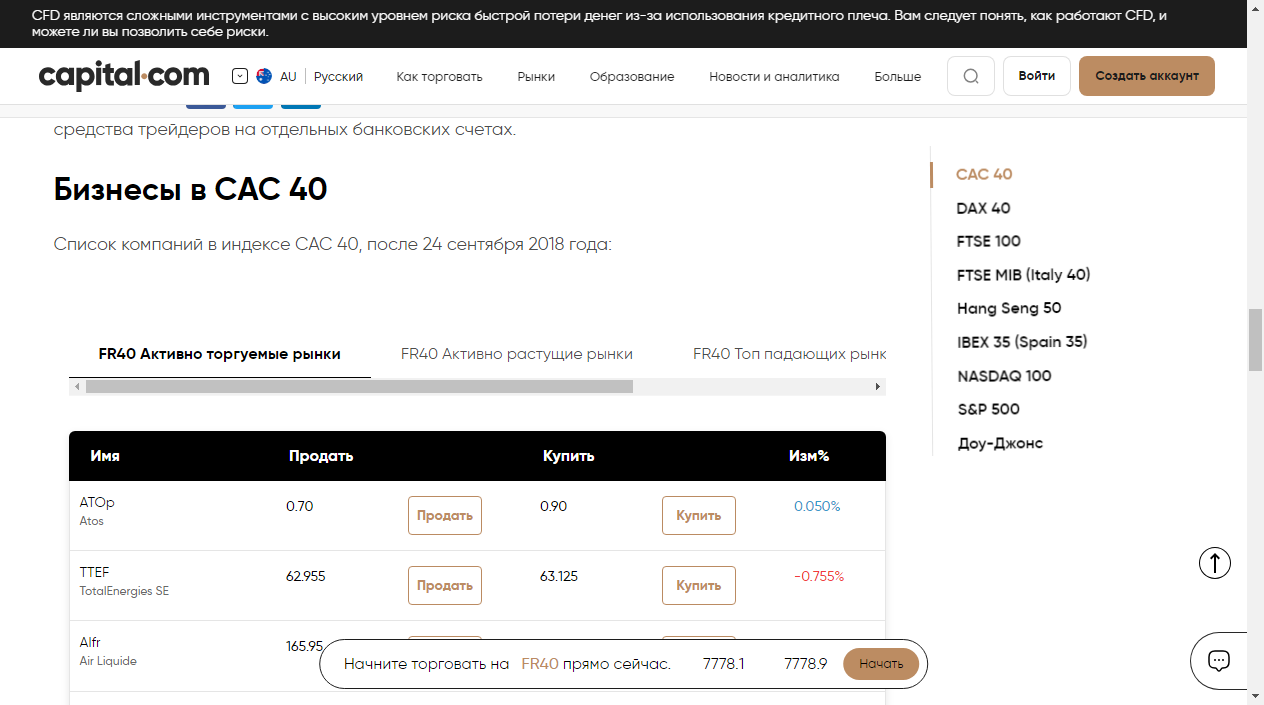 CFD являются сложными инструментами с высоким уровнем риска быстрой потери денег из-за использования кредитного плеча. Вам следует понять, как работают CFD, и
можете ли вы позволить себе риски.
capital.com AU Русский Как торговать Рынки Образование Новости и аналитика Больше Войти Создать аккаунт
средства трейдеров на отдельных банковских счетах.
Бизнесы в CAC 40
Список компаний в индексе CAC 40, после 24 сентября 2018 года:
FR40 Активно торгуемые рынки FR40 Активно растущие рынки FR40 Топ падающих рынк
Имя Продать Купить Изм%
ATOp 0.70 Продать 0.90 Купить 0.050%
Atos
TTEF 62.955 Продать 63.125 Купить -0.755%
TotalEnergies SE
AIfr 165.95
Air Liquide
Начните торговать на FR40 прямо сейчас. 7778.1 7778.9 Начать
CAC 40
DAX 40
FTSE 100
FTSE MIB (Italy 40)
Hang Seng 50
IBEX 35 (Spain 35)
NASDAQ 100
S&P 500
Доу-Джонс